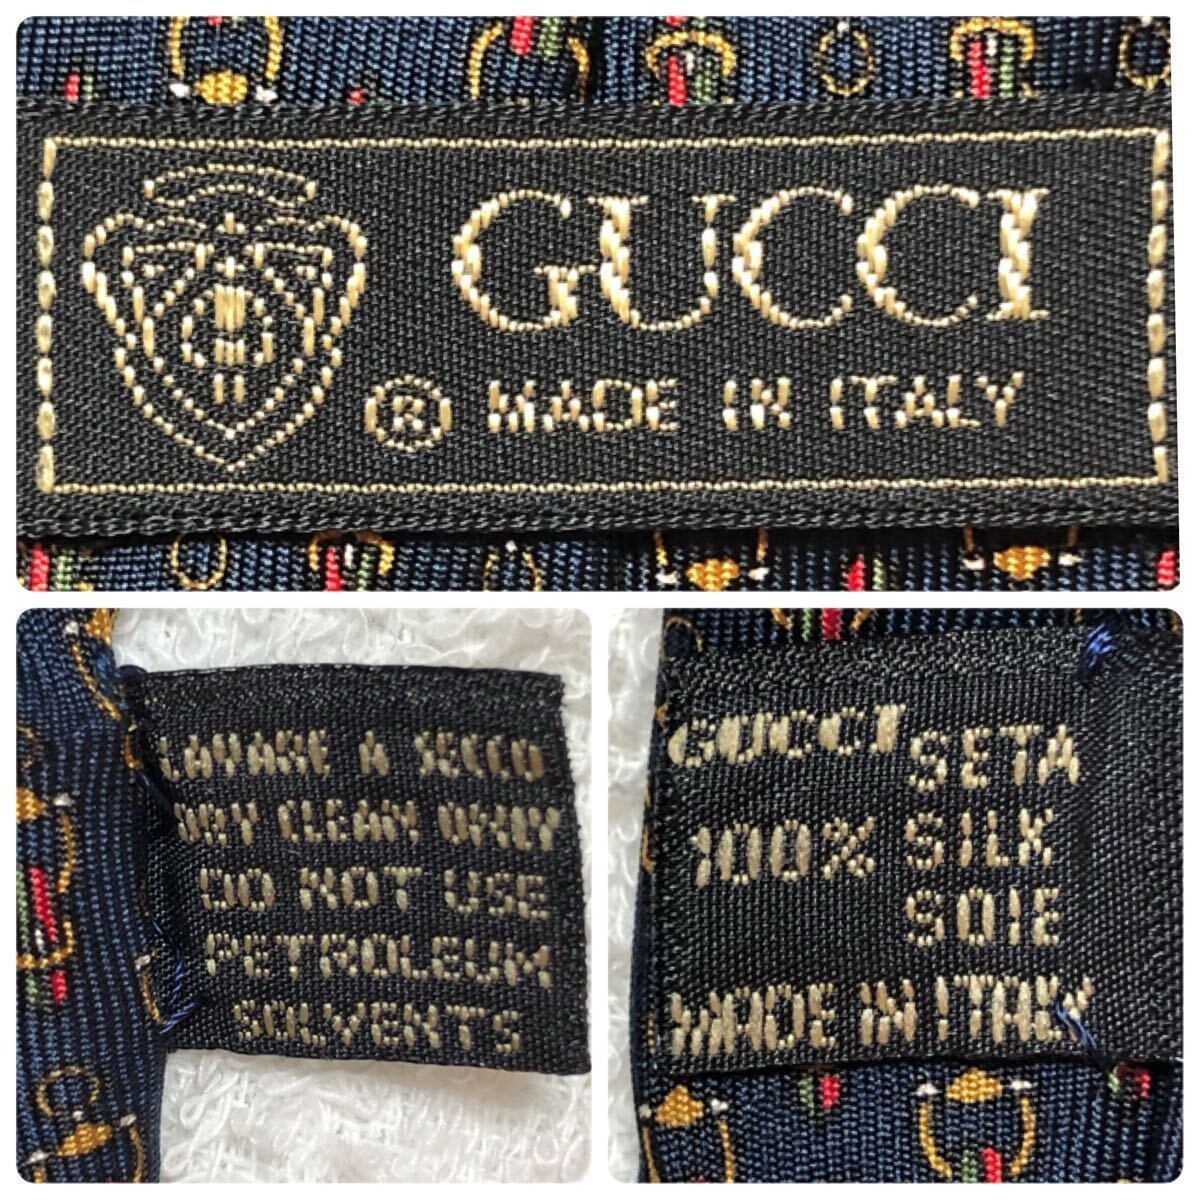 GUCCI
® MADE IN ITALY
LAVARE A SECCO
DRY CLEAN ONLY
DO NOT USE
PETROLEUM
SOLVENTS
GUCCI SETA
100% SILK
SOIE
MADE IN ITALY